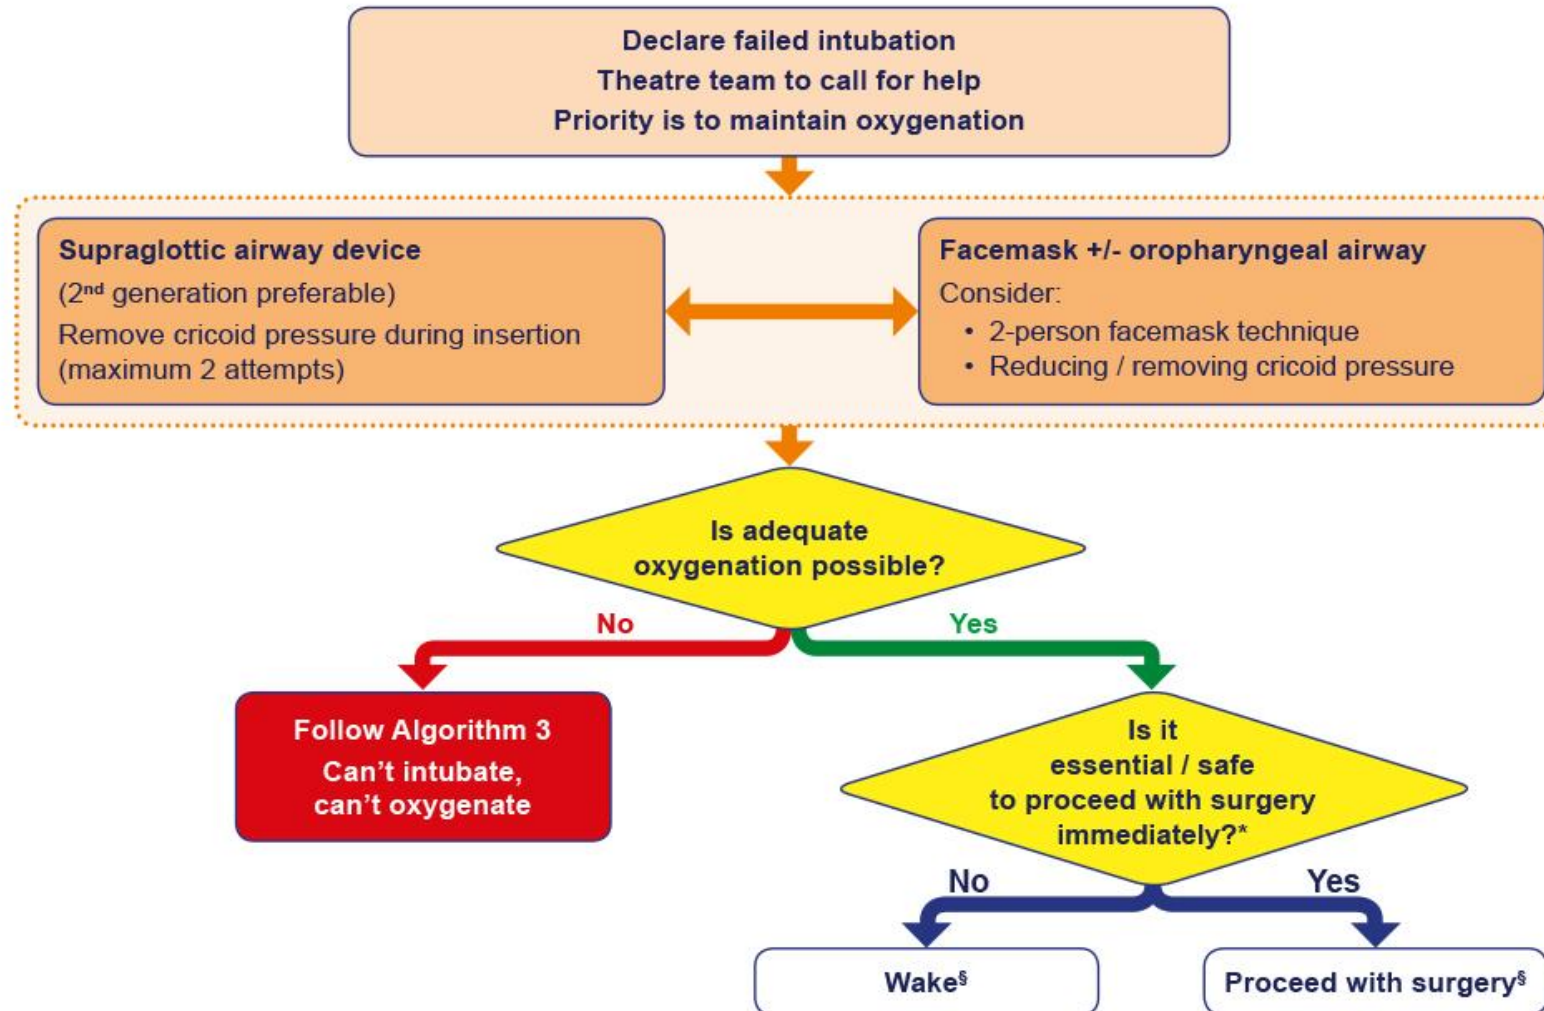 Declare failed intubation
Theatre team to call for help
Priority is to maintain oxygenation
Supraglottic airway device
(2nd generation preferable)
Remove cricoid pressure during insertion
(maximum 2 attempts)
Facemask +/- oropharyngeal airway
Consider:
• 2-person facemask technique
• Reducing / removing cricoid pressure
Is adequate
oxygenation possible?
No
Yes
Follow Algorithm 3
Can’t intubate,
can’t oxygenate
Is it
essential / safe
to proceed with surgery
immediately?*
No
Yes
Wake§
Proceed with surgery§